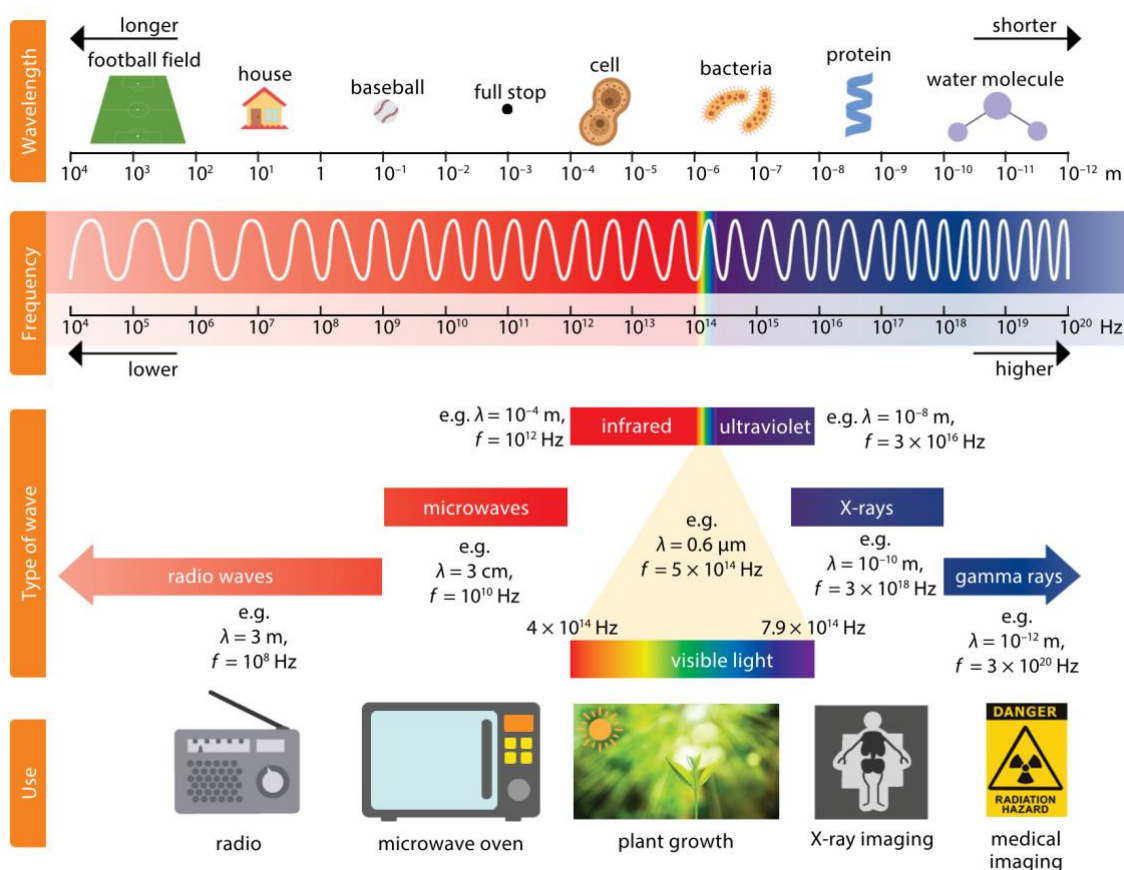 Wavelength
longer
shorter
football field
house
baseball
full stop
cell
bacteria
protein
water molecule
10⁴ 10³ 10² 10¹ 1 10⁻¹ 10⁻² 10⁻³ 10⁻⁴ 10⁻⁵ 10⁻⁶ 10⁻⁷ 10⁻⁸ 10⁻⁹ 10⁻¹⁰ 10⁻¹¹ 10⁻¹² m
Frequency
10⁴ 10⁵ 10⁶ 10⁷ 10⁸ 10⁹ 10¹⁰ 10¹¹ 10¹² 10¹³ 10¹⁴ 10¹⁵ 10¹⁶ 10¹⁷ 10¹⁸ 10¹⁹ 10²⁰ Hz
lower
higher
Type of wave
e.g. λ = 10⁻⁴ m,
f = 10¹² Hz
infrared
ultraviolet
e.g. λ = 10⁻⁸ m,
f = 3 × 10¹⁶ Hz
microwaves
e.g.
λ = 3 cm,
f = 10¹⁰ Hz
e.g.
λ = 0.6 µm
f = 5 × 10¹⁴ Hz
X-rays
e.g.
λ = 10⁻¹⁰ m,
f = 3 × 10¹⁸ Hz
radio waves
e.g.
λ = 3 m,
f = 10⁸ Hz
gamma rays
e.g.
λ = 10⁻¹² m,
f = 3 × 10²⁰ Hz
4 × 10¹⁴ Hz
7.9 × 10¹⁴ Hz
visible light
Use
radio
microwave oven
plant growth
X-ray imaging
DANGER
RADIATION
HAZARD
medical
imaging